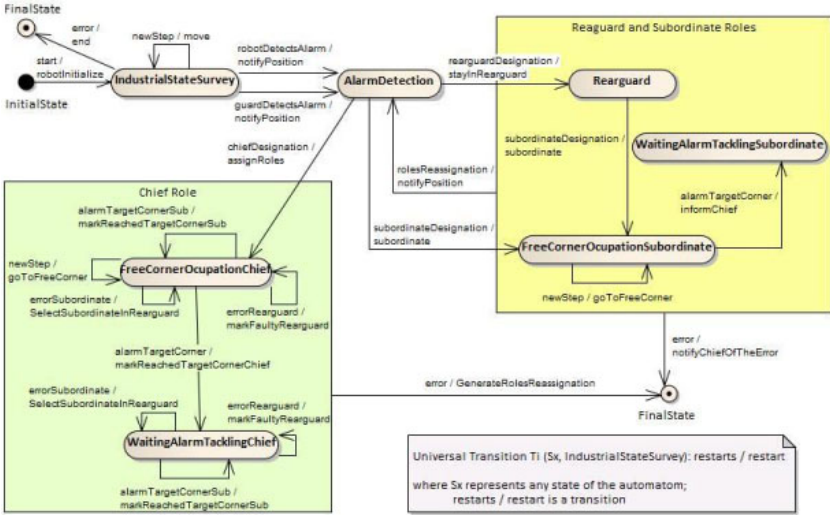 FinalState
error /
end
start /
robotInitialize
InitialState
newStep / move
IndustrialStateSurvey
robotDetectsAlarm /
notifyPosition
guardDetectsAlarm /
notifyPosition
AlarmDetection
chiefDesignation /
assignRoles
rearguardDesignation /
stayInRearguard
rolesReassignation /
notifyPosition
subordinateDesignation /
subordinate
Reaguard and Subordinate Roles
Rearguard
subordinateDesignation /
subordinate
WaitingAlarmTacklingSubordinate
alarmTargetCorner /
informChief
FreeCornerOcupationSubordinate
newStep / goToFreeCorner
Chief Role
alarmTargetCornerSub /
markReachedTargetCornerSub
newStep /
goToFreeCorner
FreeCornerOcupationChief
errorSubordinate /
SelectSubordinateInRearguard
errorRearguard /
markFaultyRearguard
alarmTargetCorner /
markReachedTargetCornerChief
errorSubordinate /
SelectSubordinateInRearguard
errorRearguard /
markFaultyRearguard
WaitingAlarmTacklingChief
alarmTargetCornerSub /
markReachedTargetCornerSub
error / GenerateRolesReassignation
error /
notifyChiefOfTheError
FinalState
Universal Transition Ti (Sx, IndustrialStateSurvey): restarts / restart
where Sx represents any state of the automatom;
restarts / restart is a transition